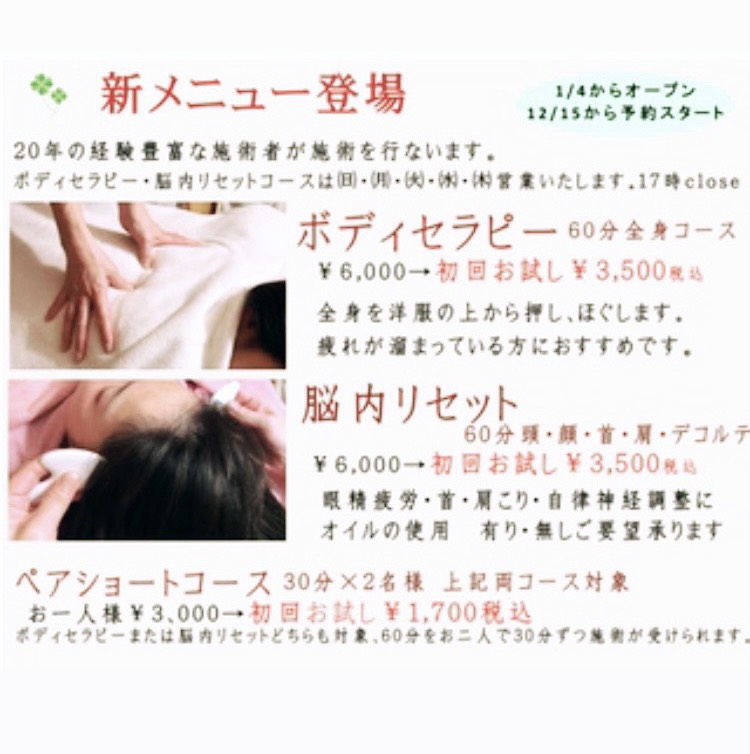 新メニュー登場
1/4からオープン
12/15から予約スタート
20年の経験豊富な施術者が施術を行ないます。
ボディセラピー・脳内リセットコースは㈰・㈪・㈫・㈬・㈭営業いたします。17時close
ボディセラピー 60分全身コース
¥6,000→初回お試し¥3,500税込
全身を洋服の上から押し、ほぐします。
疲れが溜まっている方におすすめです。
脳内リセット
60分頭・顔・首・肩・デコルテ
¥6,000→初回お試し¥3,500税込
眼精疲労・首・肩こり・自律神経調整に
オイルの使用 有り・無しご要望承ります
ペアショートコース 30分×2名様 上記両コース対象
お一人様¥3,000→初回お試し¥1,700税込
ボディセラピーまたは脳内リセットどちらも対象、60分をお二人で30分ずつ施術が受けられます。